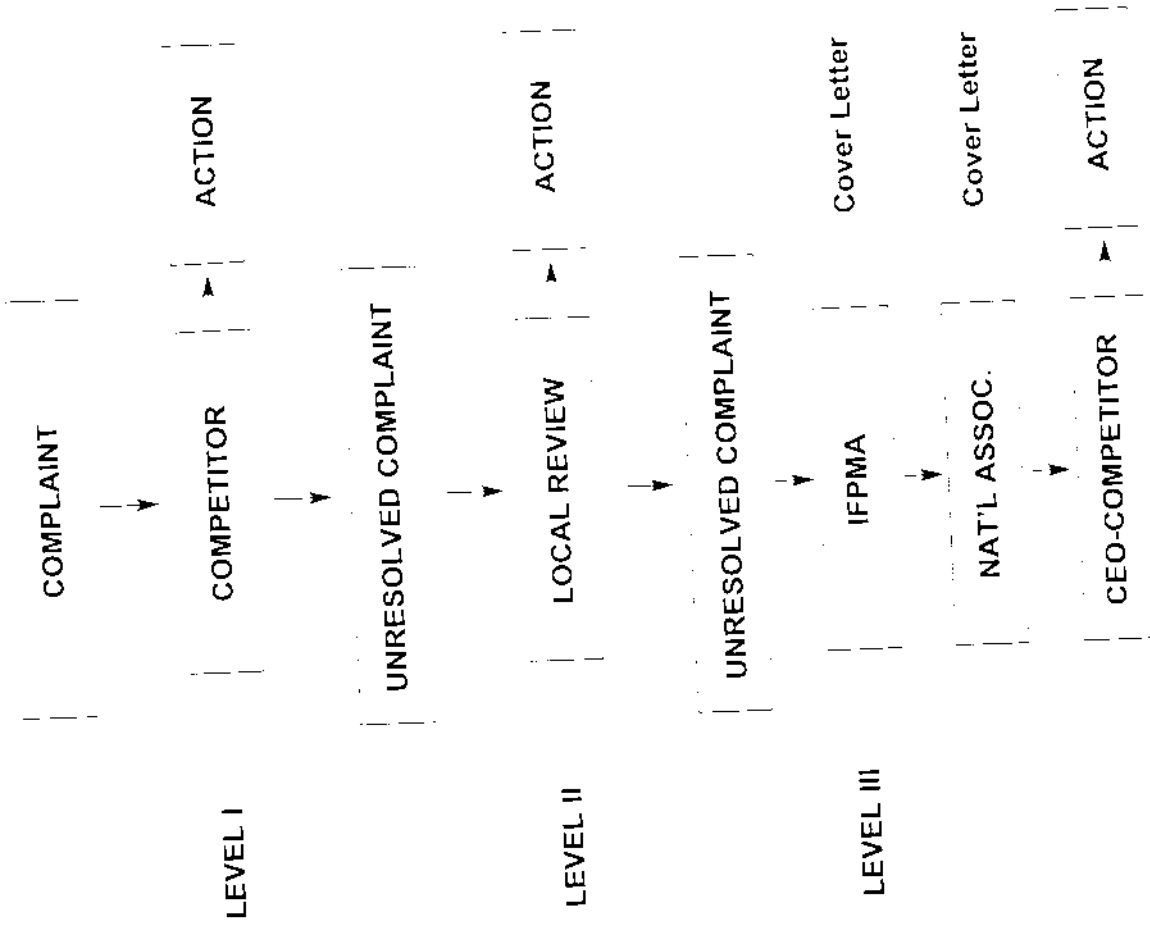 COMPLAINT
LEVEL I
COMPETITOR
ACTION
UNRESOLVED COMPLAINT
LEVEL II
LOCAL REVIEW
ACTION
UNRESOLVED COMPLAINT
LEVEL III
IFPMA
Cover Letter
NAT'L ASSOC.
Cover Letter
CEO-COMPETITOR
ACTION